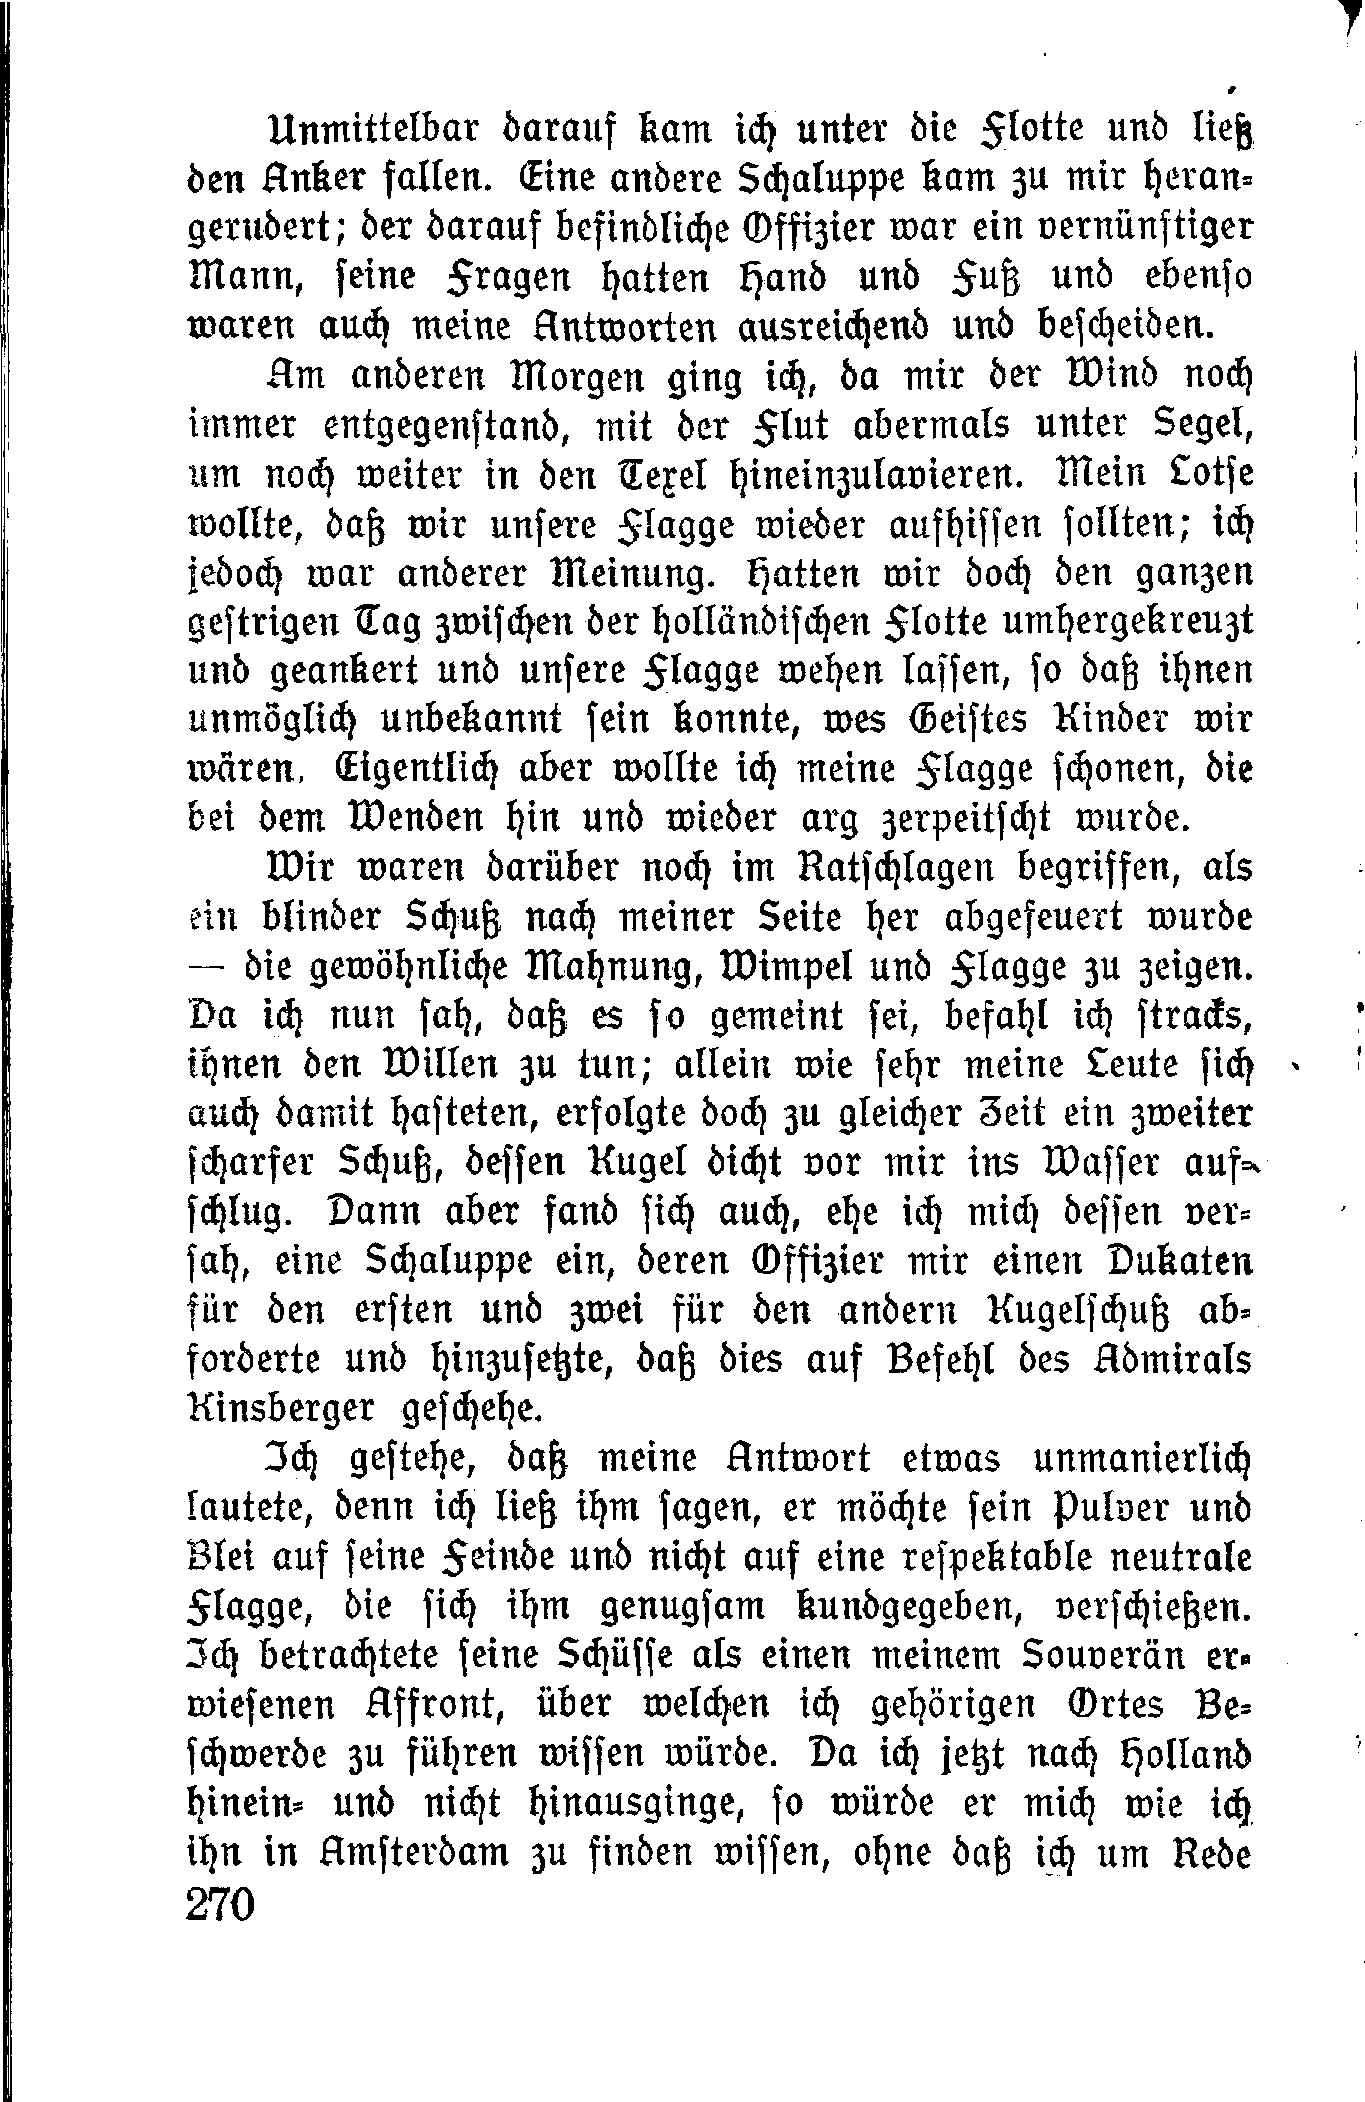 Unmittelbar darauf kam ich unter die Flotte und ließ
den Anker fallen. Eine andere Schaluppe kam zu mir heran-
gerudert; der darauf befindliche Offizier war ein vernünftiger
Mann, seine Fragen hatten Hand und Fuß und ebenso
waren auch meine Antworten ausreichend und bescheiden.
Am anderen Morgen ging ich, da mir der Wind noch
immer entgegenstand, mit der Flut abermals unter Segel,
um noch weiter in den Texel hineinzulavieren. Mein Lotse
wollte, daß wir unsere Flagge wieder aufhissen sollten; ich
jedoch war anderer Meinung. Hatten wir doch den ganzen
gestrigen Tag zwischen der holländischen Flotte umhergekreuzt
und geankert und unsere Flagge wehen lassen, so daß ihnen
unmöglich unbekannt sein konnte, wes Geistes Kinder wir
wären. Eigentlich aber wollte ich meine Flagge schonen, die
bei dem Wenden hin und wieder arg zerpeitscht wurde.
Wir waren darüber noch im Ratschlagen begriffen, als
ein blinder Schuß nach meiner Seite her abgefeuert wurde
— die gewöhnliche Mahnung, Wimpel und Flagge zu zeigen.
Da ich nun sah, daß es so gemeint sei, befahl ich stracks,
ihnen den Willen zu tun; allein wie sehr meine Leute sich
auch damit hasteten, erfolgte doch zu gleicher Zeit ein zweiter
scharfer Schuß, dessen Kugel dicht vor mir ins Wasser auf-
schlug. Dann aber fand sich auch, ehe ich mich dessen ver-
sah, eine Schaluppe ein, deren Offizier mir einen Dukaten
für den ersten und zwei für den andern Kugelschuß ab-
forderte und hinzusetzte, daß dies auf Befehl des Admirals
Kinsberger geschehe.
Ich gestehe, daß meine Antwort etwas unmanierlich
lautete, denn ich ließ ihm sagen, er möchte sein Pulver und
Blei auf seine Feinde und nicht auf eine respektable neutrale
Flagge, die sich ihm genugsam kundgegeben, verschießen.
Ich betrachtete seine Schüsse als einen meinem Souverän er-
wiesenen Affront, über welchen ich gehörigen Ortes Be-
schwerde zu führen wissen würde. Da ich jetzt nach Holland
hinein- und nicht hinausginge, so würde er mich wie ich
ihn in Amsterdam zu finden wissen, ohne daß ich um Rede
270